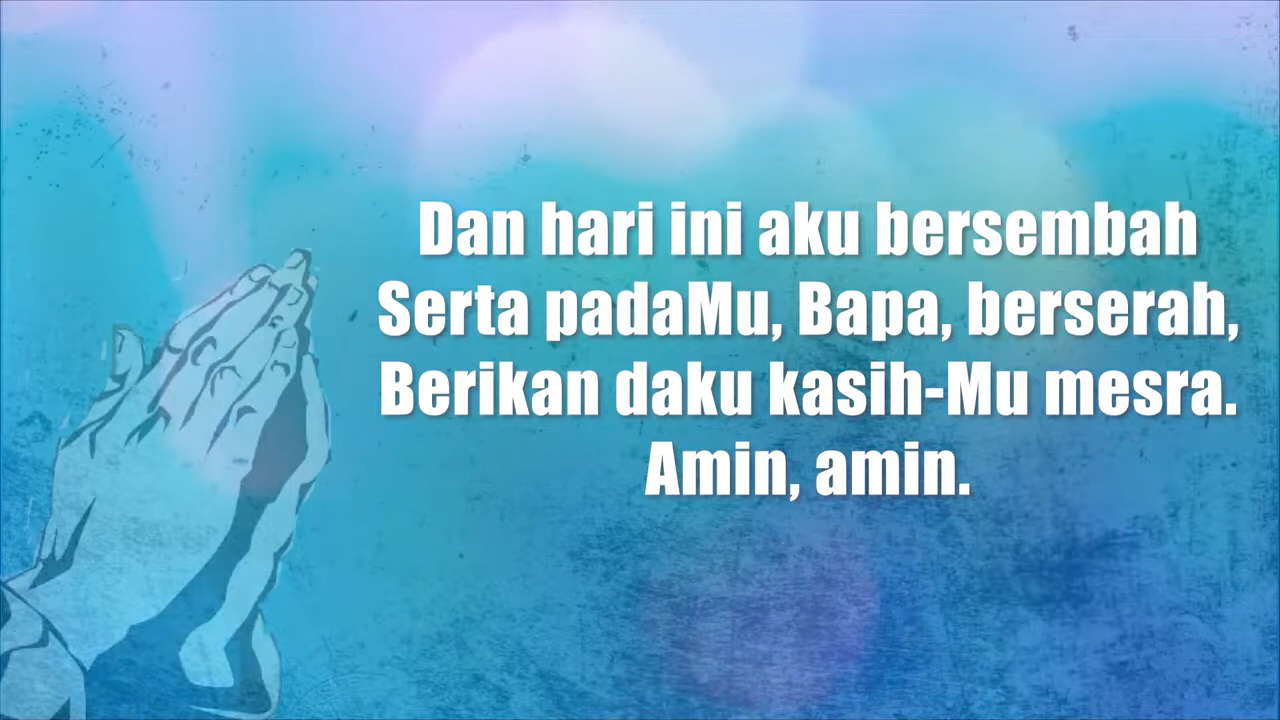 Dan hari ini aku bersembah
Serta padaMu, Bapa, berserah,
Berikan daku kasih-Mu mesra.
Amin, amin.